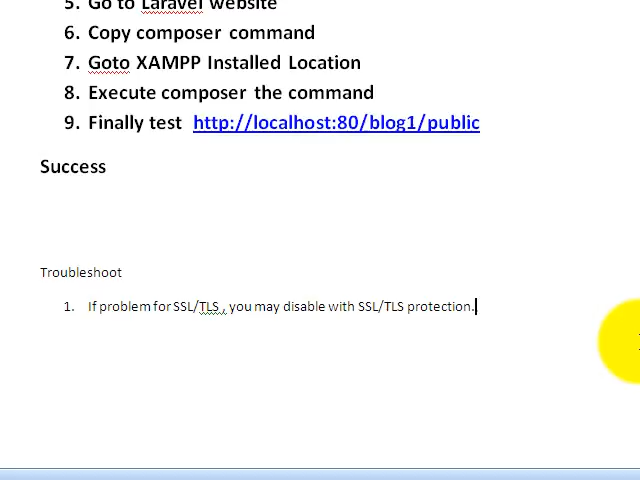 5. Go to Laravel website
6. Copy composer command
7. Goto XAMPP Installed Location
8. Execute composer the command
9. Finally test http://localhost:80/blog1/public
Success
Troubleshoot
1. If problem for SSL/TLS , you may disable with SSL/TLS protection.